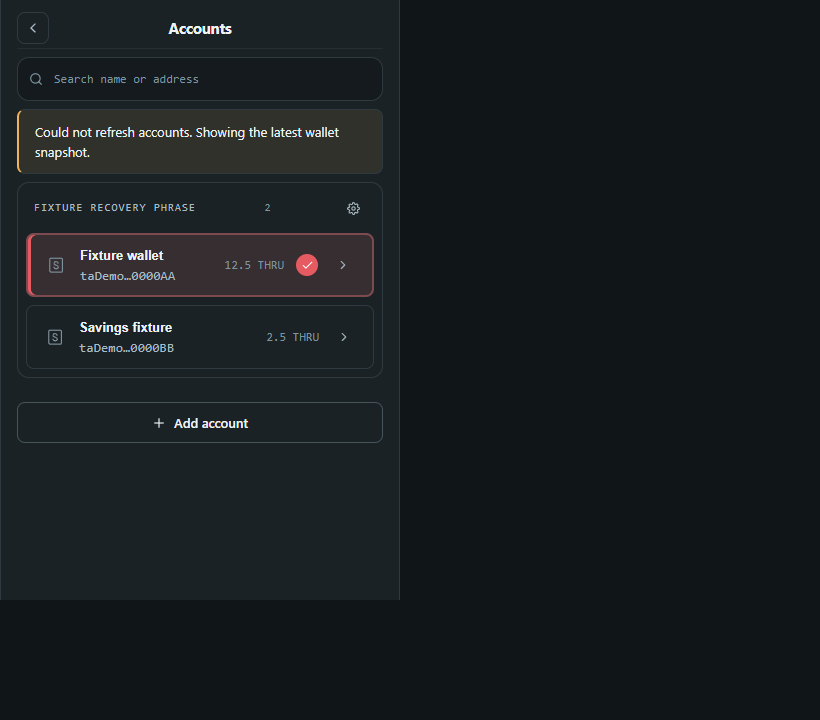 Accounts
Search name or address
Could not refresh accounts. Showing the latest wallet
snapshot.
FIXTURE RECOVERY PHRASE 2
S Fixture wallet 12.5 THRU
taDemo…0000AA
S Savings fixture 2.5 THRU
taDemo…0000BB
+ Add account